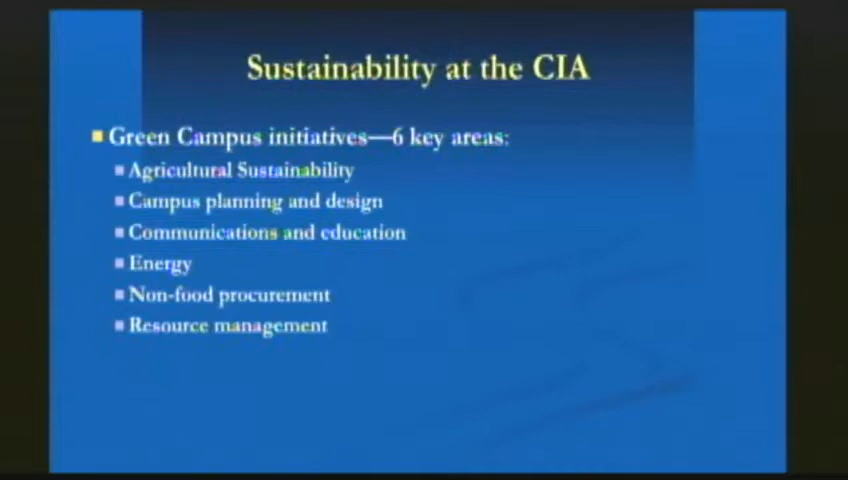 Sustainability at the CIA
Green Campus initiatives—6 key areas:
Agricultural Sustainability
Campus planning and design
Communications and education
Energy
Non-food procurement
Resource management